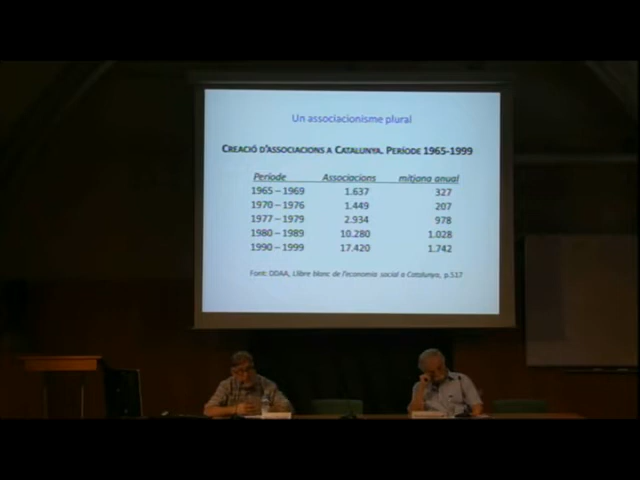 Un associacionisme plural
CREACIÓ D'ASSOCIACIONS A CATALUNYA. PERÍODE 1965-1999
Període Associacions mitjana anual
1965 – 1969 1.637 327
1970 – 1976 1.449 207
1977 – 1979 2.934 978
1980 – 1989 10.280 1.028
1990 – 1999 17.420 1.742
Font: DDAA, Llibre blanc de l'economia social a Catalunya, p.517